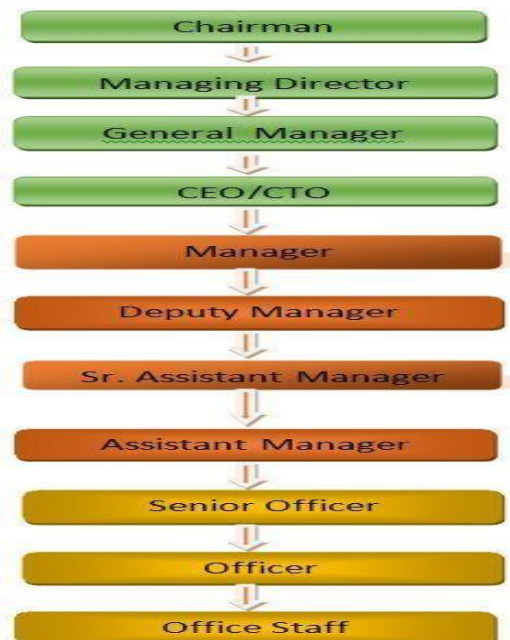 Chairman
Managing Director
General Manager
CEO/CTO
Manager
Deputy Manager
Sr. Assistant Manager
Assistant Manager
Senior Officer
Officer
Office Staff